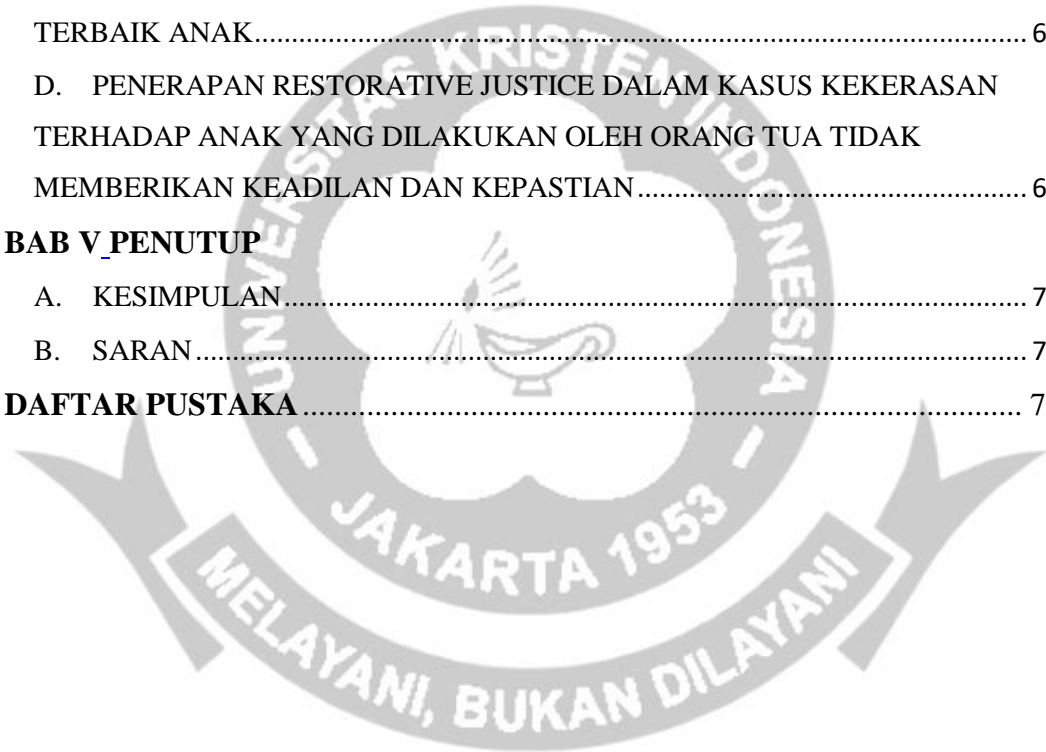 TERBAIK ANAK........................................................................................................ 6
D. PENERAPAN RESTORATIVE JUSTICE DALAM KASUS KEKERASAN
TERHADAP ANAK YANG DILAKUKAN OLEH ORANG TUA TIDAK
MEMBERIKAN KEADILAN DAN KEPASTIAN.................................................... 6
BAB V PENUTUP
A. KESIMPULAN.................................................................................................... 7
B. SARAN................................................................................................................ 7
DAFTAR PUSTAKA................................................................................................ 7
UNIVERSITAS KRISTEN INDONESIA
JAKARTA 1953
MELAYANI, BUKAN DILAYANI